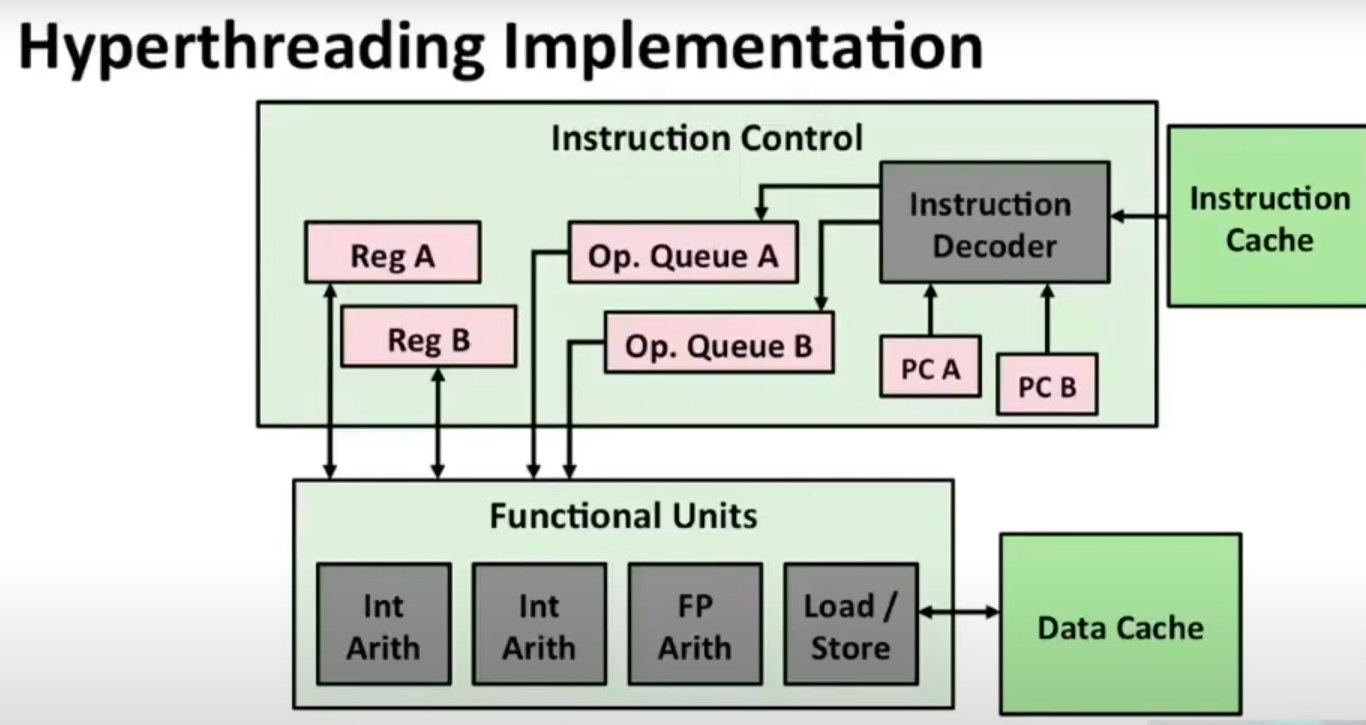 Hyperthreading Implementation
Instruction Control
Instruction
Decoder
Instruction
Cache
Reg A
Op. Queue A
Reg B
Op. Queue B
PC A
PC B
Functional Units
Int
Arith
Int
Arith
FP
Arith
Load /
Store
Data Cache